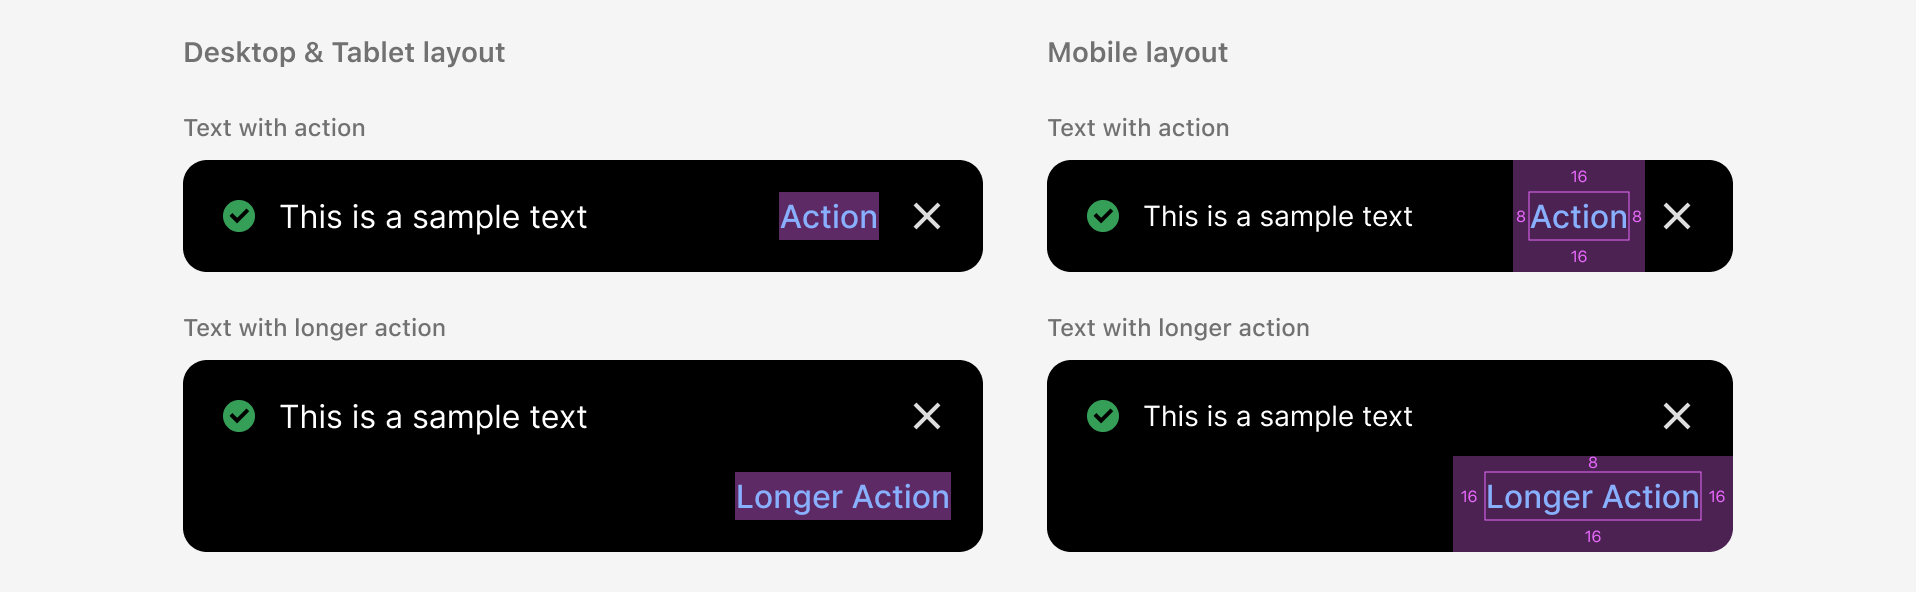 Desktop & Tablet layout
Text with action
This is a sample text
Action
Text with longer action
This is a sample text
Longer Action
Mobile layout
Text with action
This is a sample text
16
8
Action
8
16
Text with longer action
This is a sample text
8
16
Longer Action
16
16